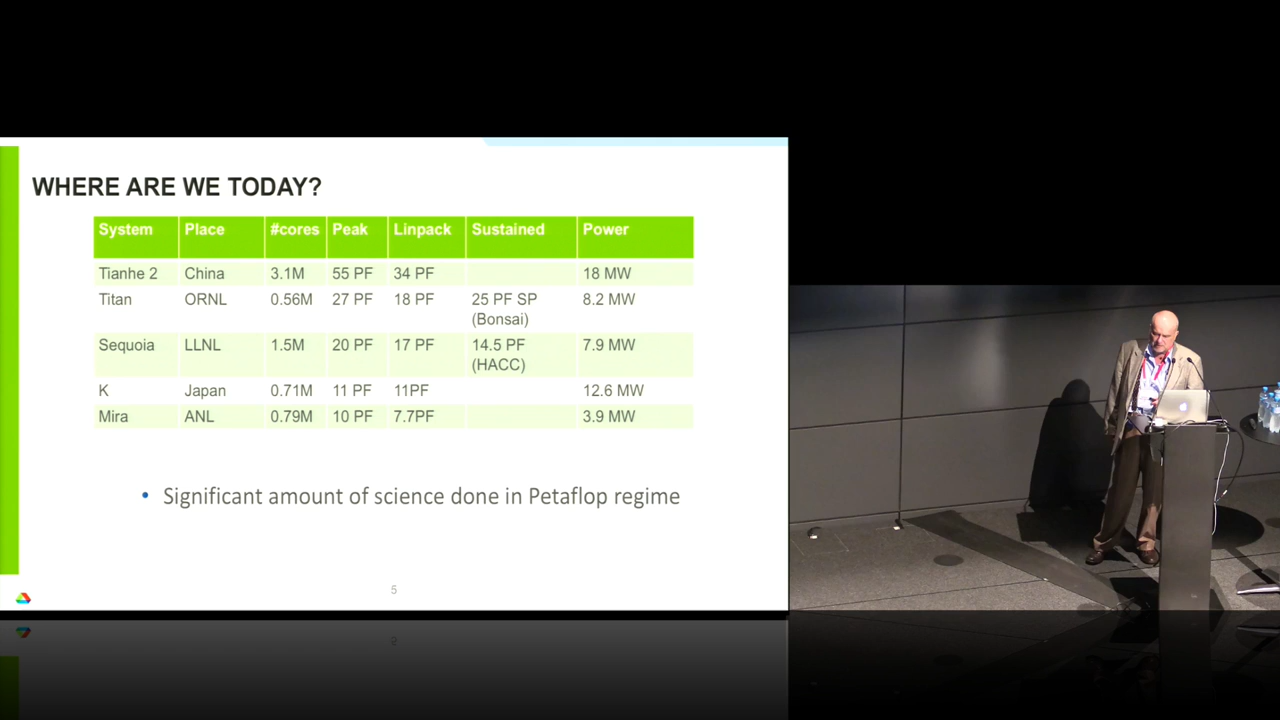 WHERE ARE WE TODAY?
System Place #cores Peak Linpack Sustained Power
Tianhe 2 China 3.1M 55 PF 34 PF 18 MW
Titan ORNL 0.56M 27 PF 18 PF 25 PF SP 8.2 MW
(Bonsai)
Sequoia LLNL 1.5M 20 PF 17 PF 14.5 PF 7.9 MW
(HACC)
K Japan 0.71M 11 PF 11PF 12.6 MW
Mira ANL 0.79M 10 PF 7.7PF 3.9 MW
• Significant amount of science done in Petaflop regime
5